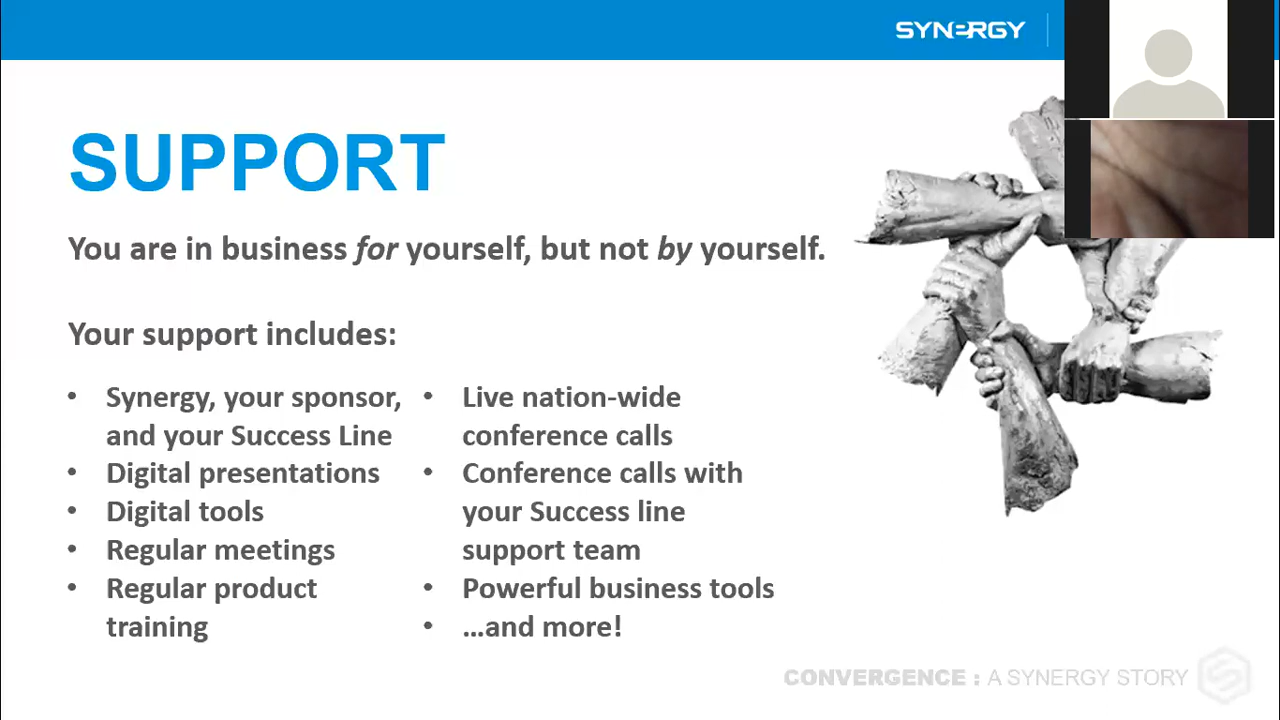 SYNERGY
SUPPORT
You are in business for yourself, but not by yourself.
Your support includes:
• Synergy, your sponsor,
and your Success Line
• Digital presentations
• Digital tools
• Regular meetings
• Regular product
training
• Live nation-wide
conference calls
• Conference calls with
your Success line
support team
• Powerful business tools
• …and more!
CONVERGENCE : A SYNERGY STORY